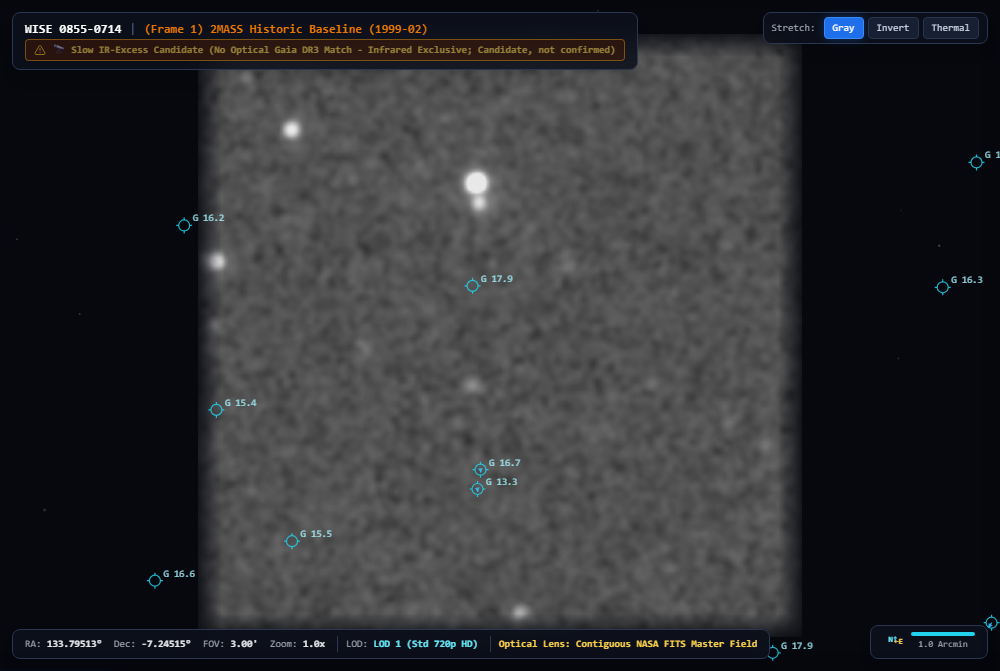 WISE 0855-0714 | (Frame 1) 2MASS Historic Baseline (1999-02)
Slow IR-Excess Candidate (No Optical Gaia DR3 Match - Infrared Exclusive; Candidate, not confirmed)
Stretch: Gray Invert Thermal
G 1
G 16.2
G 17.9
G 16.3
G 15.4
G 16.7
G 13.3
G 15.5
G 16.6
G 17.9
RA: 133.79513° Dec: -7.24515° FOV: 3.00' Zoom: 1.0x | LOD: LOD 1 (Std 720p HD) | Optical Lens: Contiguous NASA FITS Master Field
1.0 Arcmin